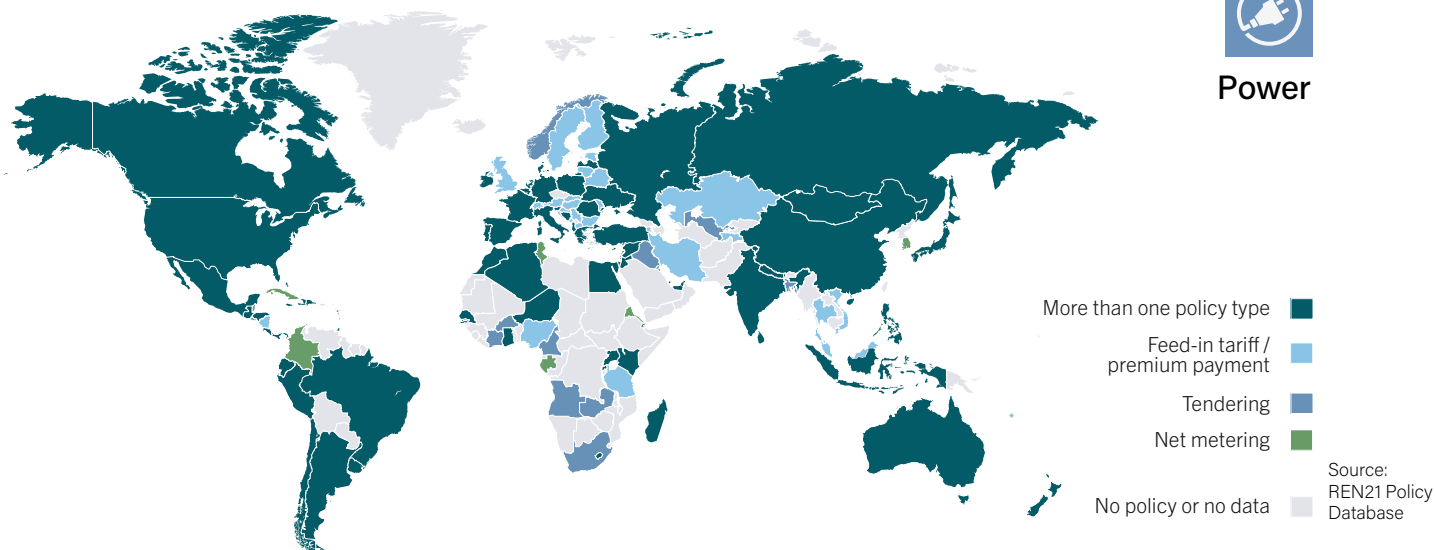 Power
More than one policy type
Feed-in tariff /
premium payment
Tendering
Net metering
No policy or no data
Source:
REN21 Policy
Database